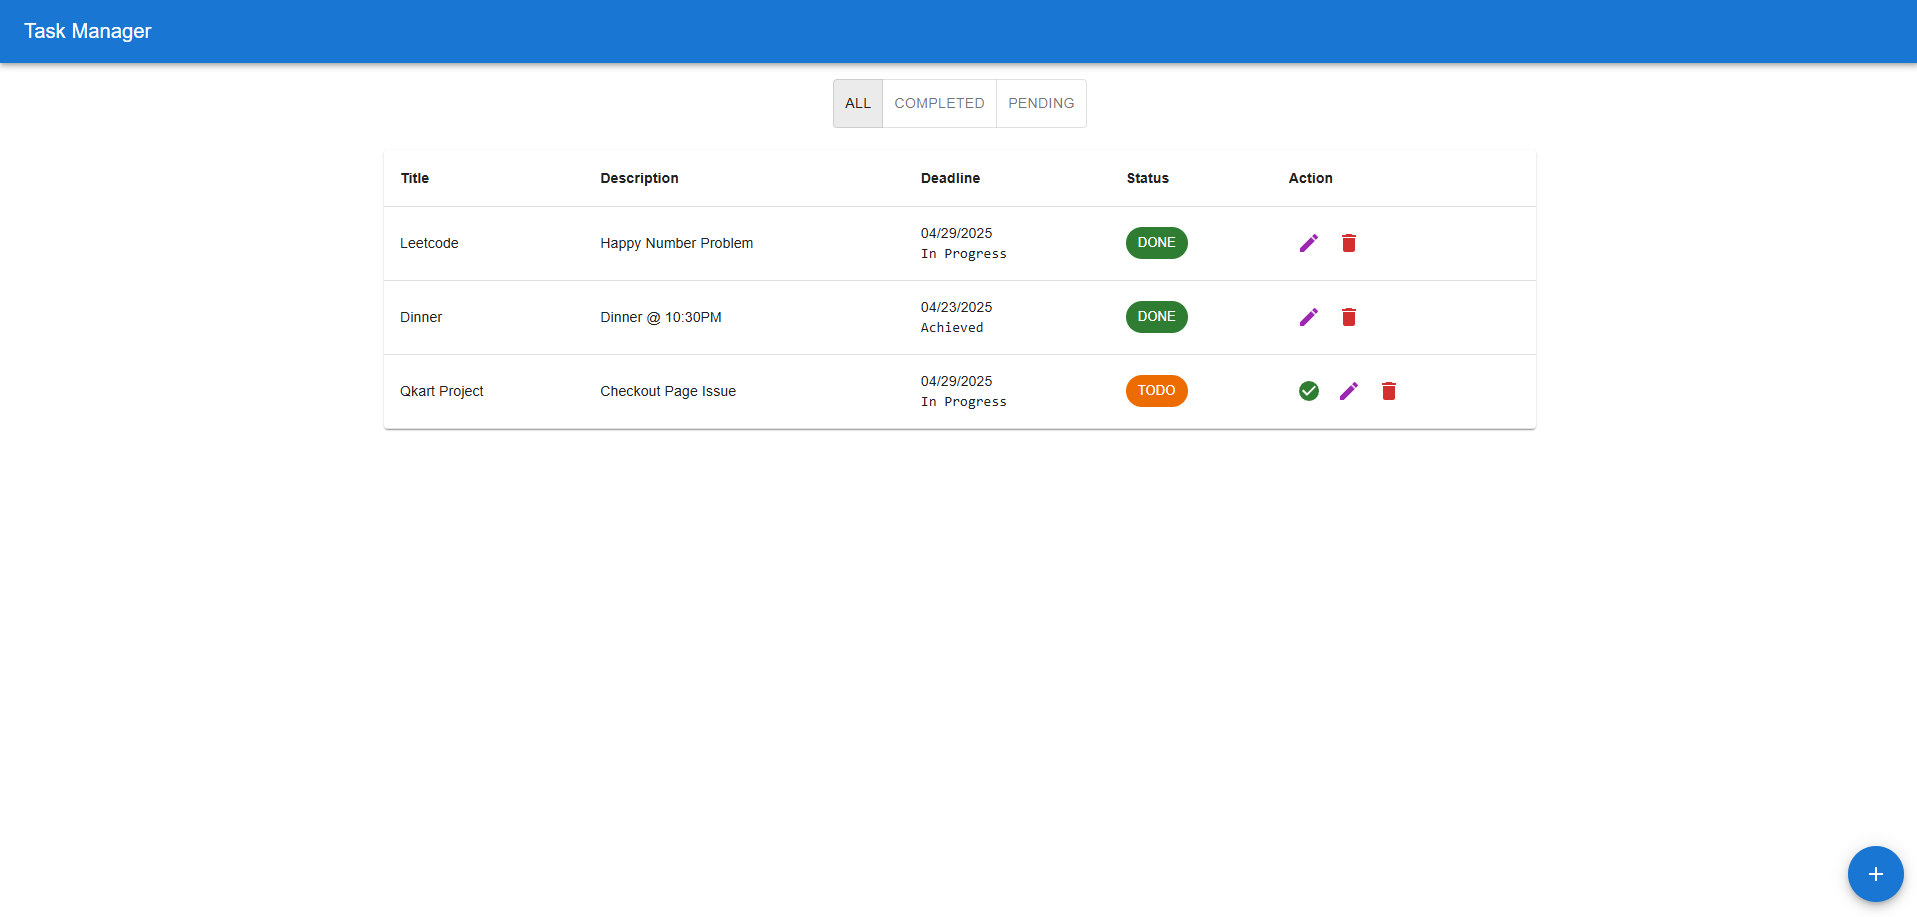 Task Manager
ALL COMPLETED PENDING
Title Description Deadline Status Action
Leetcode Happy Number Problem 04/29/2025 DONE
In Progress
Dinner Dinner @ 10:30PM 04/23/2025 DONE
Achieved
Qkart Project Checkout Page Issue 04/29/2025 TODO
In Progress